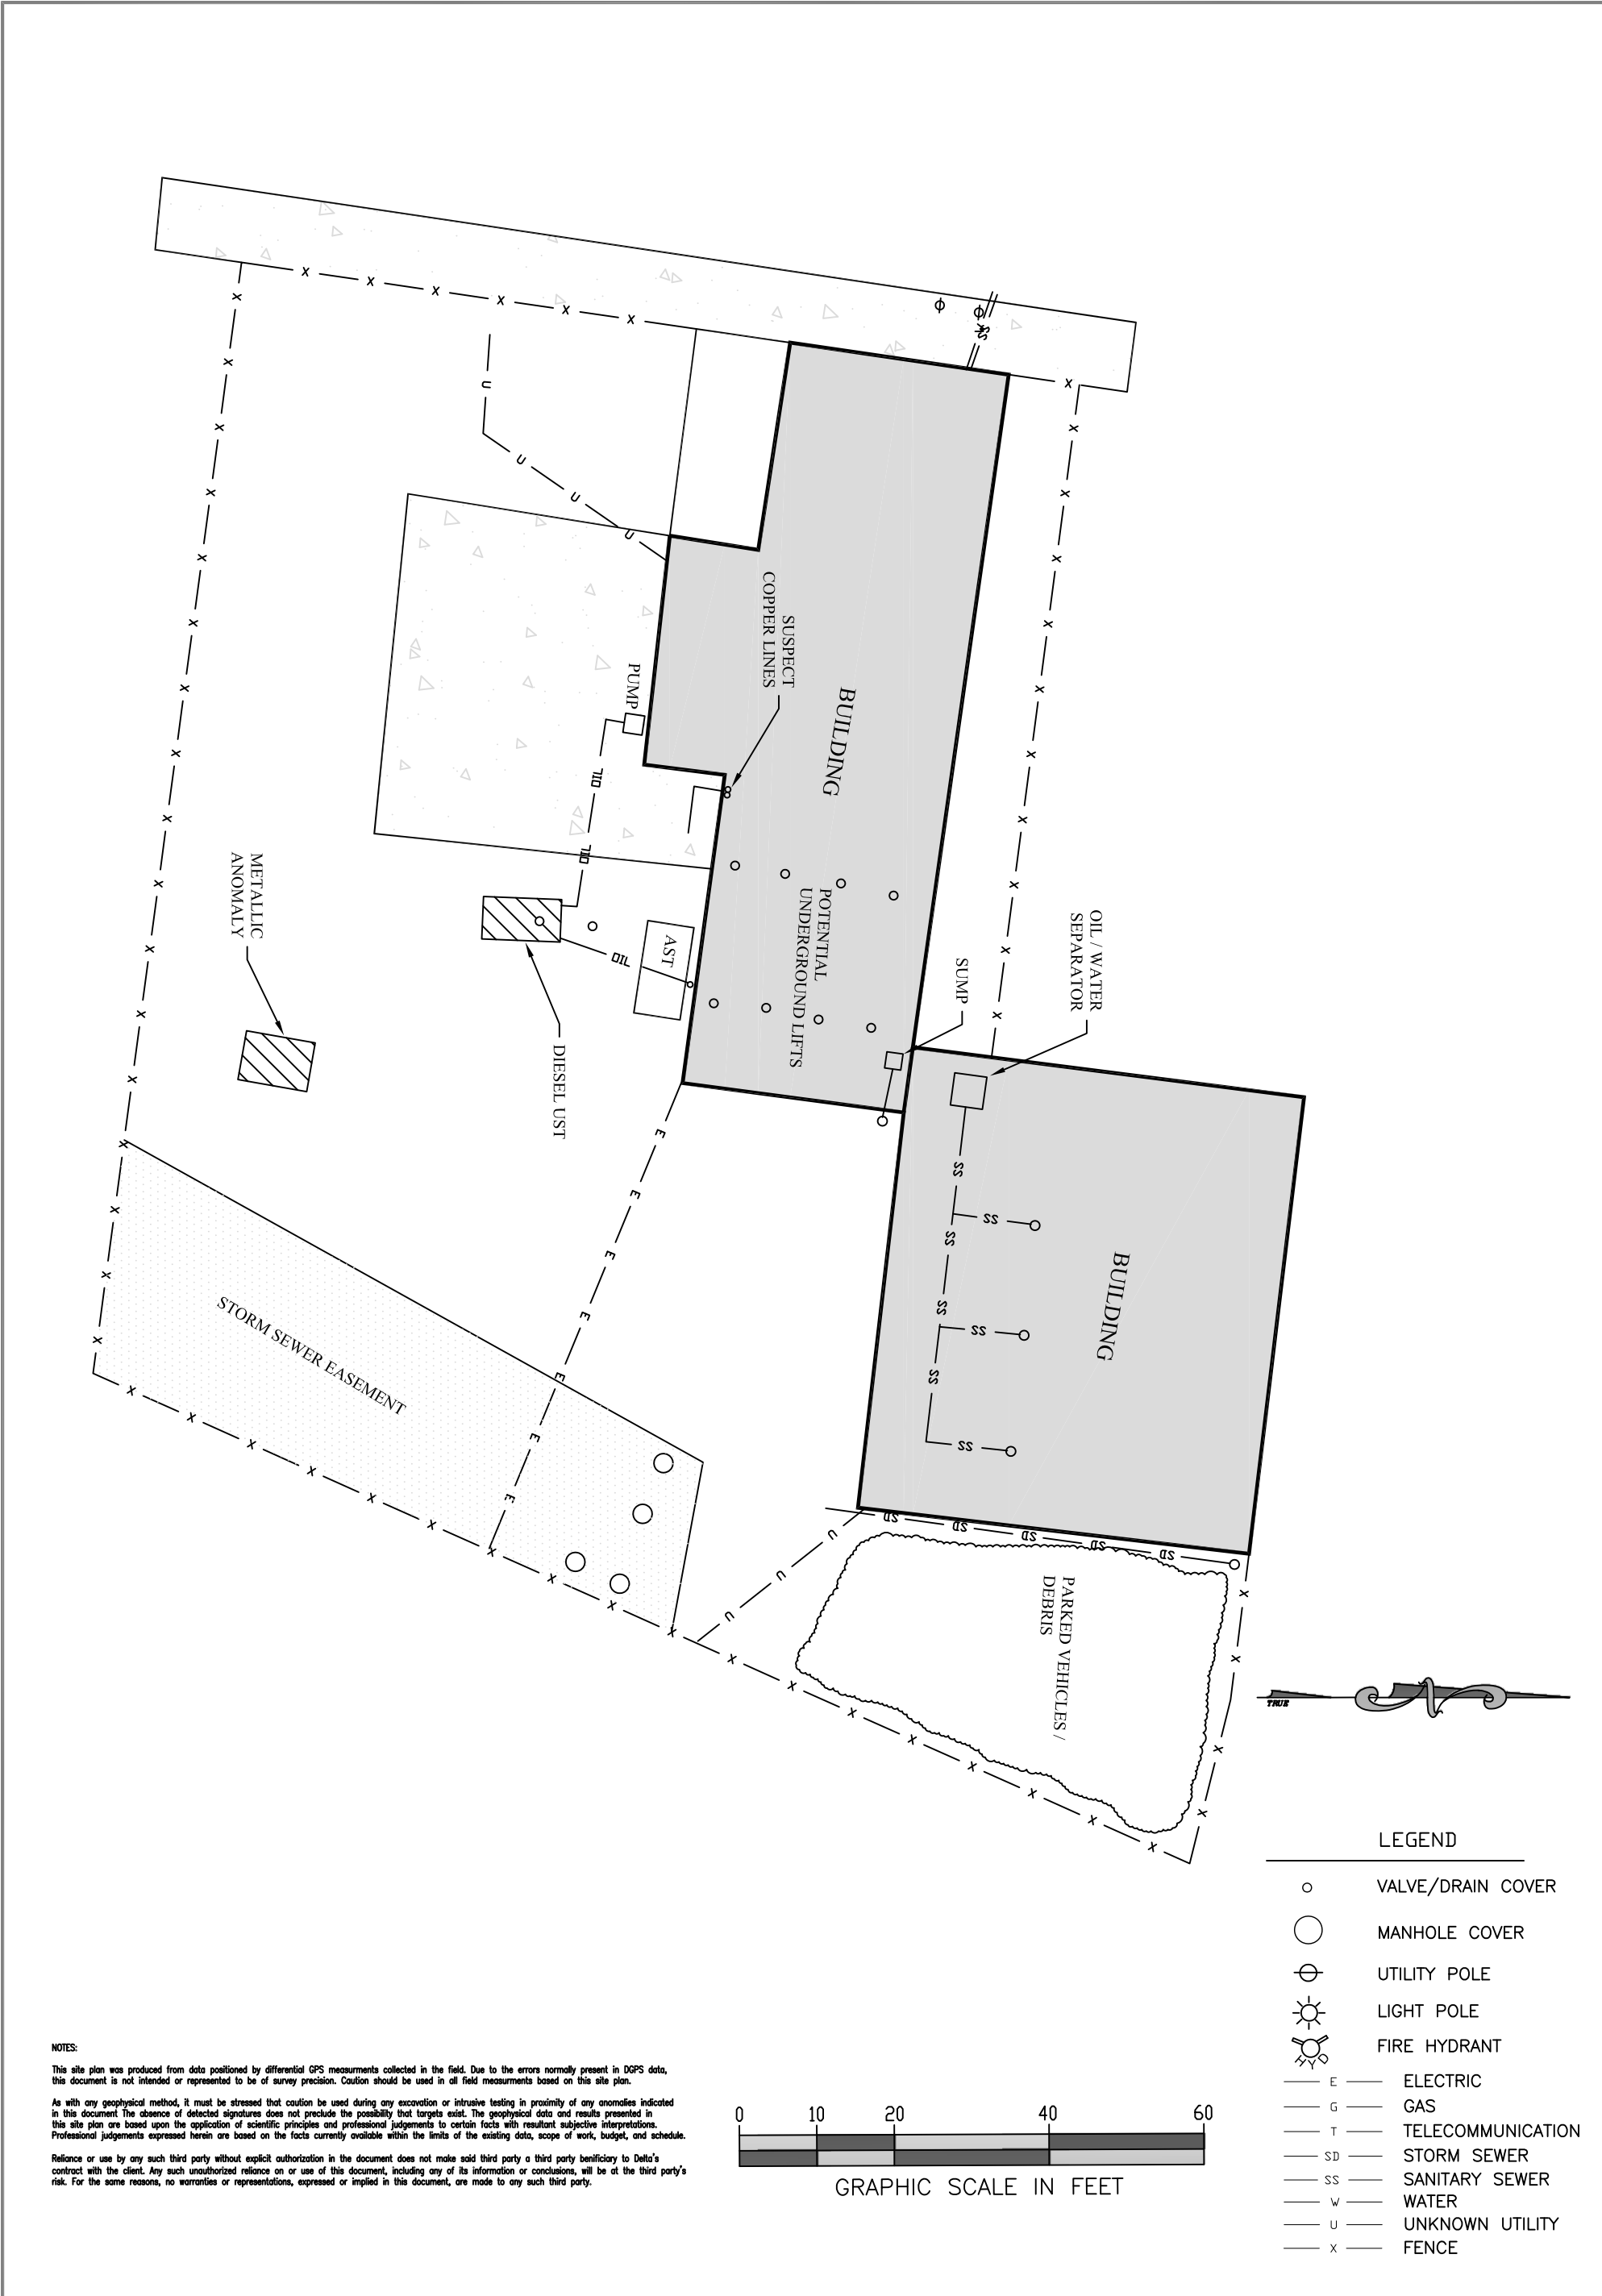 SUSPECT
COPPER LINES
BUILDING
PUMP
OIL
OIL
METALLIC
ANOMALY
OIL
AST
POTENTIAL
UNDERGROUND LIFTS
SUMP
OIL / WATER
SEPARATOR
DIESEL UST
BUILDING
STORM SEWER EASEMENT
PARKED VEHICLES /
DEBRIS
TRUE
LEGEND
VALVE/DRAIN COVER
MANHOLE COVER
UTILITY POLE
LIGHT POLE
HYD FIRE HYDRANT
E ELECTRIC
G GAS
T TELECOMMUNICATION
SD STORM SEWER
SS SANITARY SEWER
W WATER
U UNKNOWN UTILITY
X FENCE
NOTES:
This site plan was produced from data positioned by differential GPS measurments collected in the field. Due to the errors normally present in DGPS data,
this document is not intended or represented to be of survey precision. Caution should be used in all field measurments based on this site plan.
As with any geophysical method, it must be stressed that caution be used during any excavation or intrusive testing in proximity of any anomalies indicated
in this document The absence of detected signatures does not preclude the possibility that targets exist. The geophysical data and results presented in
this site plan are based upon the application of scientific principles and professional judgements to certain facts with resultant subjective interpretations.
Professional judgements expressed herein are based on the facts currently available within the limits of the existing data, scope of work, budget, and schedule.
Reliance or use by any such third party without explicit authorization in the document does not make said third party a third party benificiary to Delta's
contract with the client. Any such unauthorized reliance on or use of this document, including any of its information or conclusions, will be at the third party's
risk. For the same reasons, no warranties or representations, expressed or implied in this document, are made to any such third party.
0 10 20 40 60
GRAPHIC SCALE IN FEET